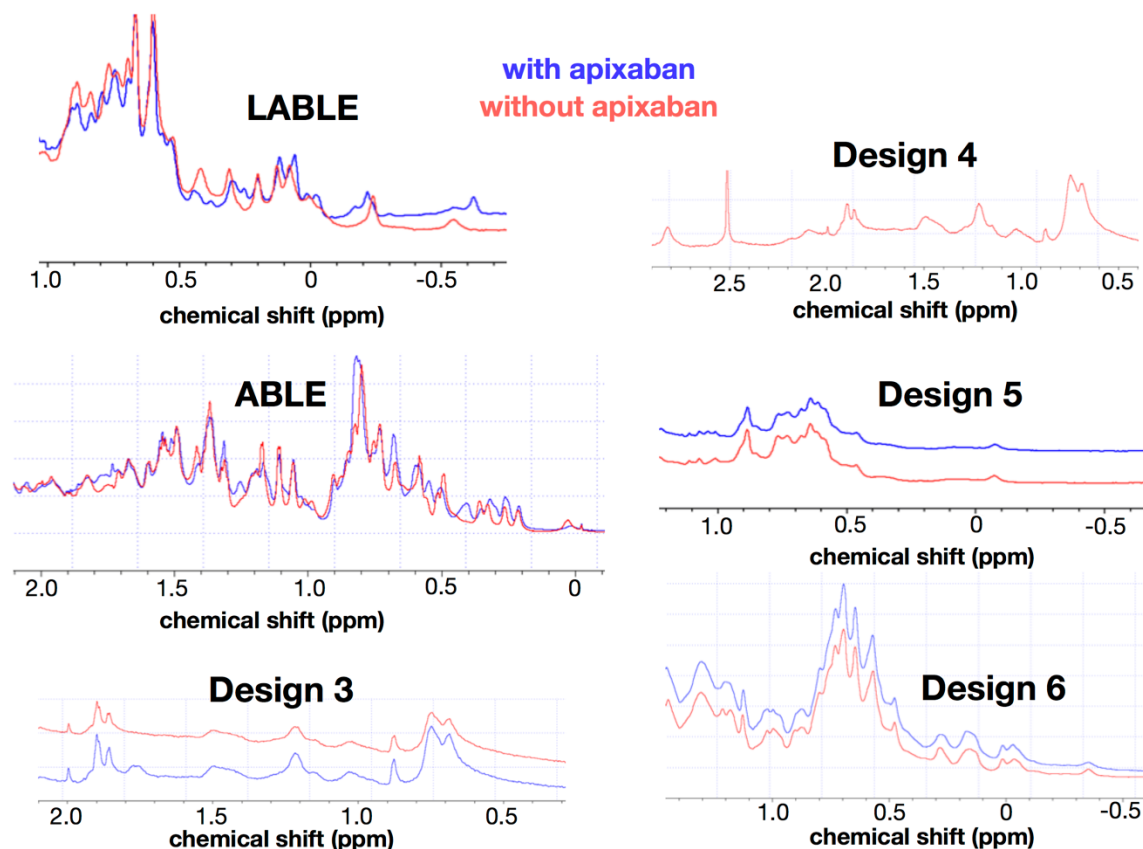 with apixaban
without apixaban
LABLE
1.0 0.5 0 -0.5
chemical shift (ppm)
Design 4
2.5 2.0 1.5 1.0 0.5
chemical shift (ppm)
ABLE
2.0 1.5 1.0 0.5 0
chemical shift (ppm)
Design 5
1.0 0.5 0 -0.5
chemical shift (ppm)
Design 3
2.0 1.5 1.0 0.5
chemical shift (ppm)
Design 6
1.0 0.5 0 -0.5
chemical shift (ppm)